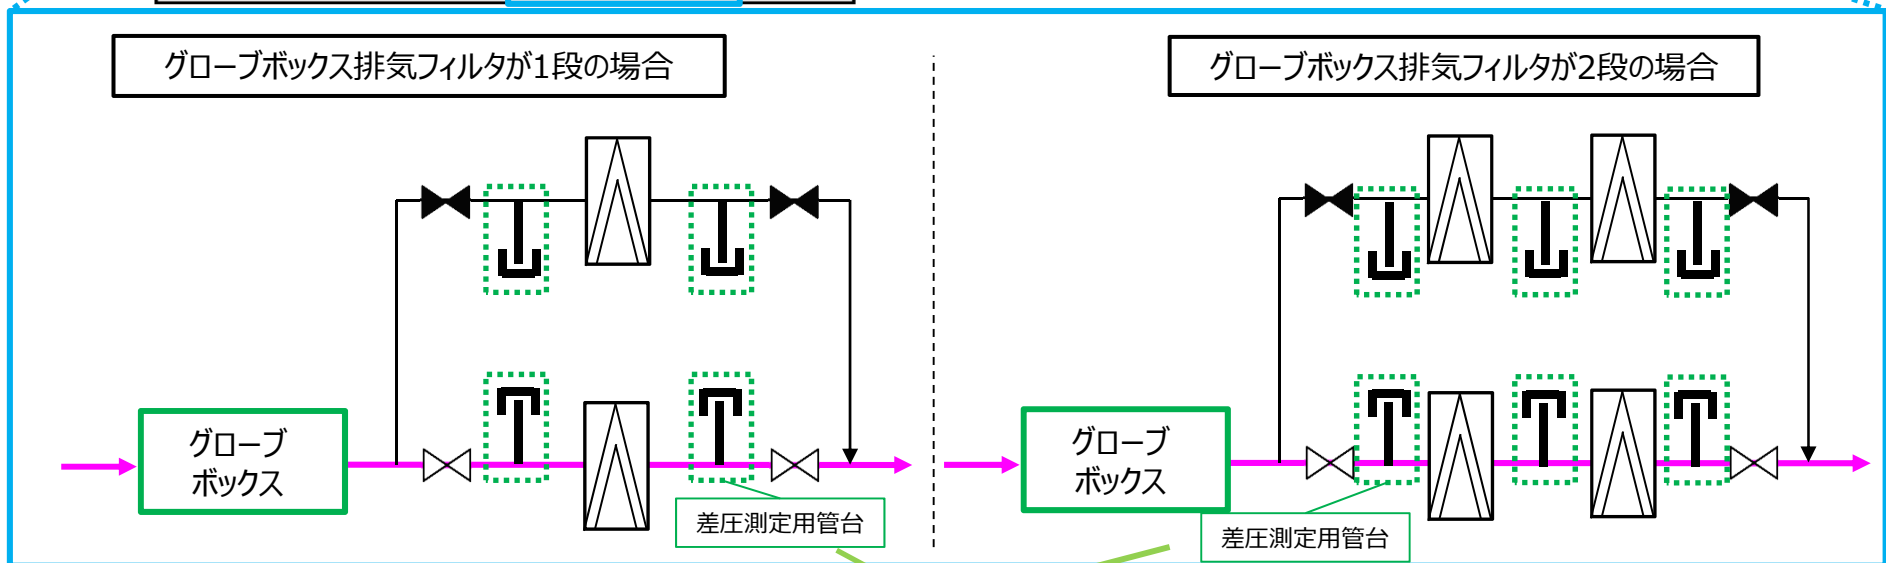 グローブボックス排気フィルタが1段の場合
グローブ
ボックス
差圧測定用管台
グローブボックス排気フィルタが2段の場合
グローブ
ボックス
差圧測定用管台